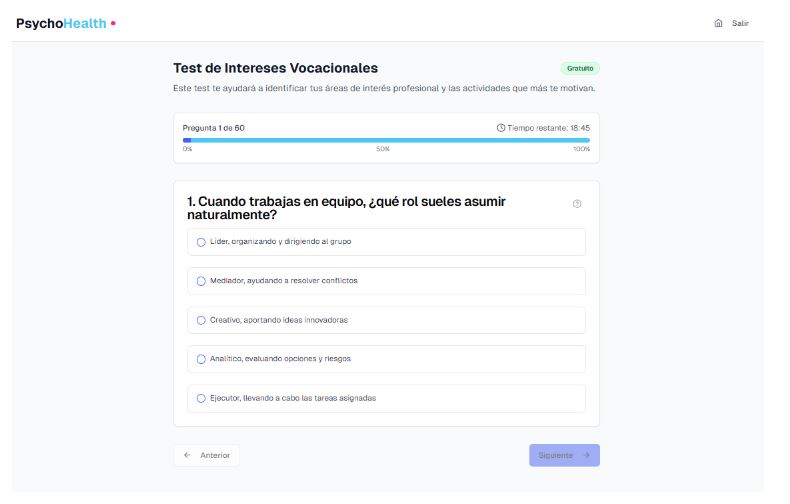 PsychoHealth
Salir
Test de Intereses Vocacionales
Gratuito
Este test te ayudará a identificar tus áreas de interés profesional y las actividades que más te motivan.
Pregunta 1 de 60
Tiempo restante: 18:45
0%
50%
100%
1. Cuando trabajas en equipo, ¿qué rol sueles asumir
naturalmente?
Líder, organizando y dirigiendo al grupo
Mediador, ayudando a resolver conflictos
Creativo, aportando ideas innovadoras
Analítico, evaluando opciones y riesgos
Ejecutor, llevando a cabo las tareas asignadas
Anterior
Siguiente